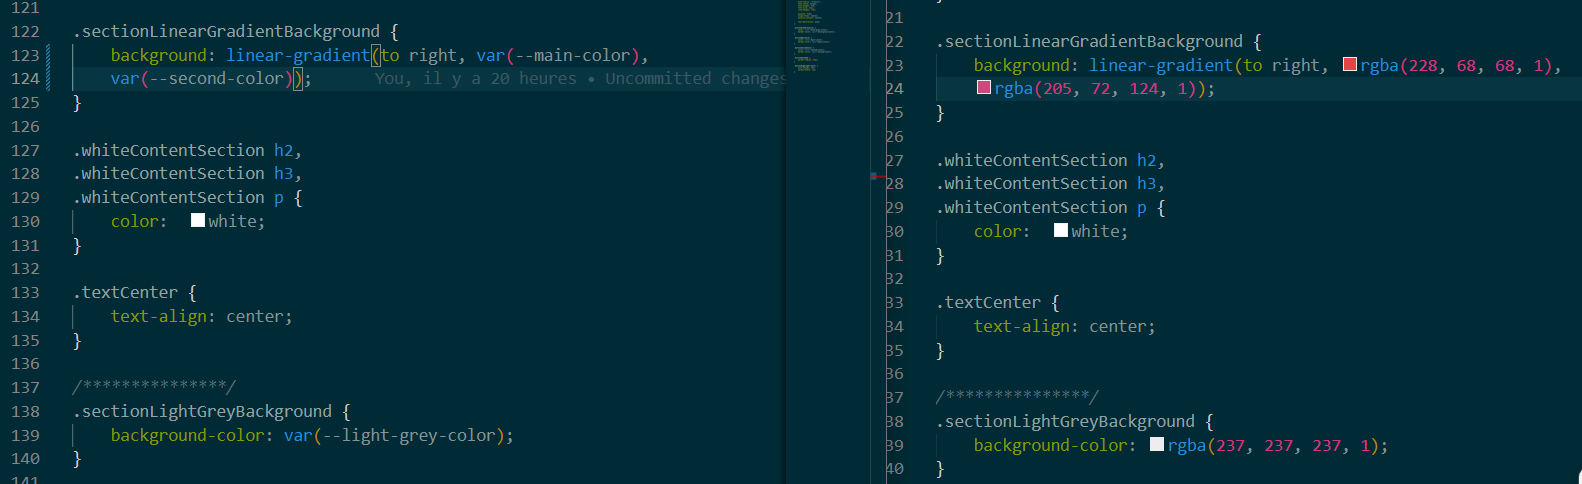 121
122 .sectionLinearGradientBackground {
123 background: linear-gradient(to right, var(--main-color),
124 var(--second-color)); You, il y a 20 heures • Uncommitted changes
125 }
126
127 .whiteContentSection h2,
128 .whiteContentSection h3,
129 .whiteContentSection p {
130 color: white;
131 }
132
133 .textCenter {
134 text-align: center;
135 }
136
137 /***************/
138 .sectionLightGreyBackground {
139 background-color: var(--light-grey-color);
140 }
141
21
22 .sectionLinearGradientBackground {
23 background: linear-gradient(to right, rgba(228, 68, 68, 1),
24 rgba(205, 72, 124, 1));
25 }
26
27 .whiteContentSection h2,
28 .whiteContentSection h3,
29 .whiteContentSection p {
30 color: white;
31 }
32
33 .textCenter {
34 text-align: center;
35 }
36
37 /***************/
38 .sectionLightGreyBackground {
39 background-color: rgba(237, 237, 237, 1);
40 }